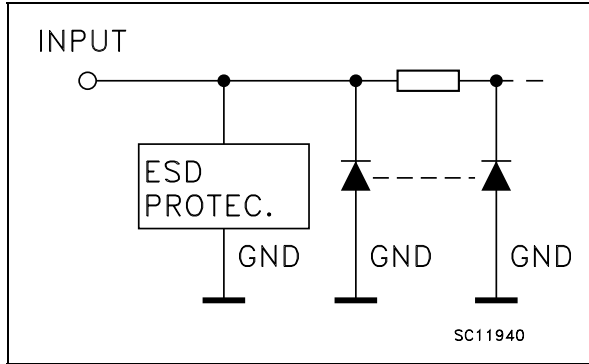 INPUT
ESD
PROTEC.
GND
GND
GND
SC11940